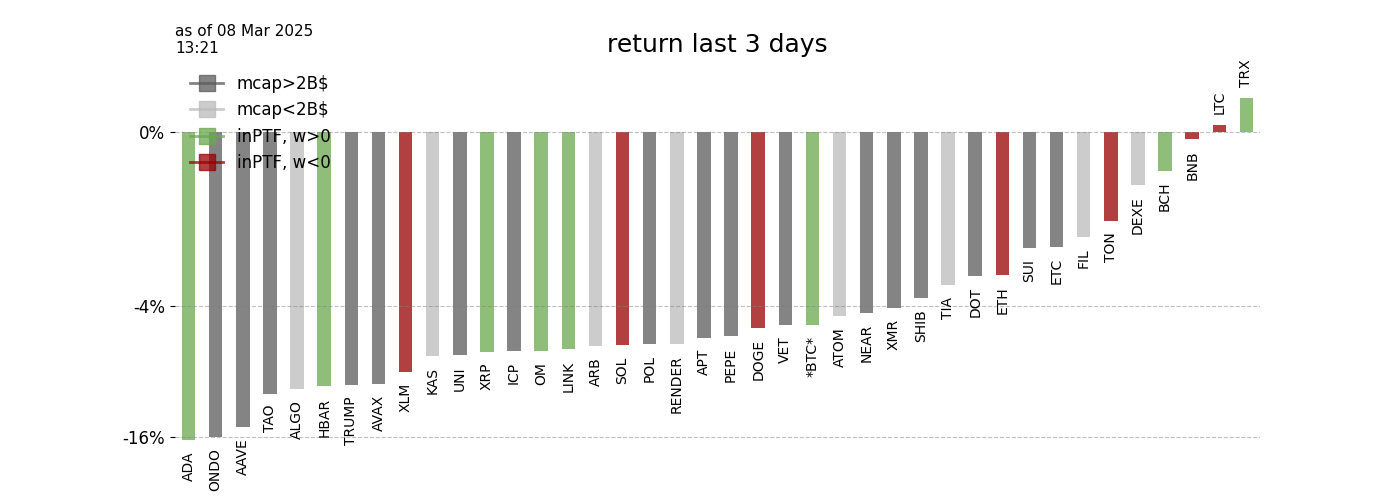 as of 08 Mar 2025
13:21
return last 3 days
mcap>2B$
mcap<2B$
inPTF, w>0
inPTF, w<0
0%
-4%
-16%
ADA
ONDO
AAVE
TAO
ALGO
HBAR
TRUMP
AVAX
XLM
KAS
UNI
XRP
ICP
OM
LINK
ARB
SOL
POL
RENDER
APT
PEPE
DOGE
VET
*BTC*
ATOM
NEAR
XMR
SHIB
TIA
DOT
ETH
SUI
ETC
FIL
TON
DEXE
BCH
BNB
LTC
TRX